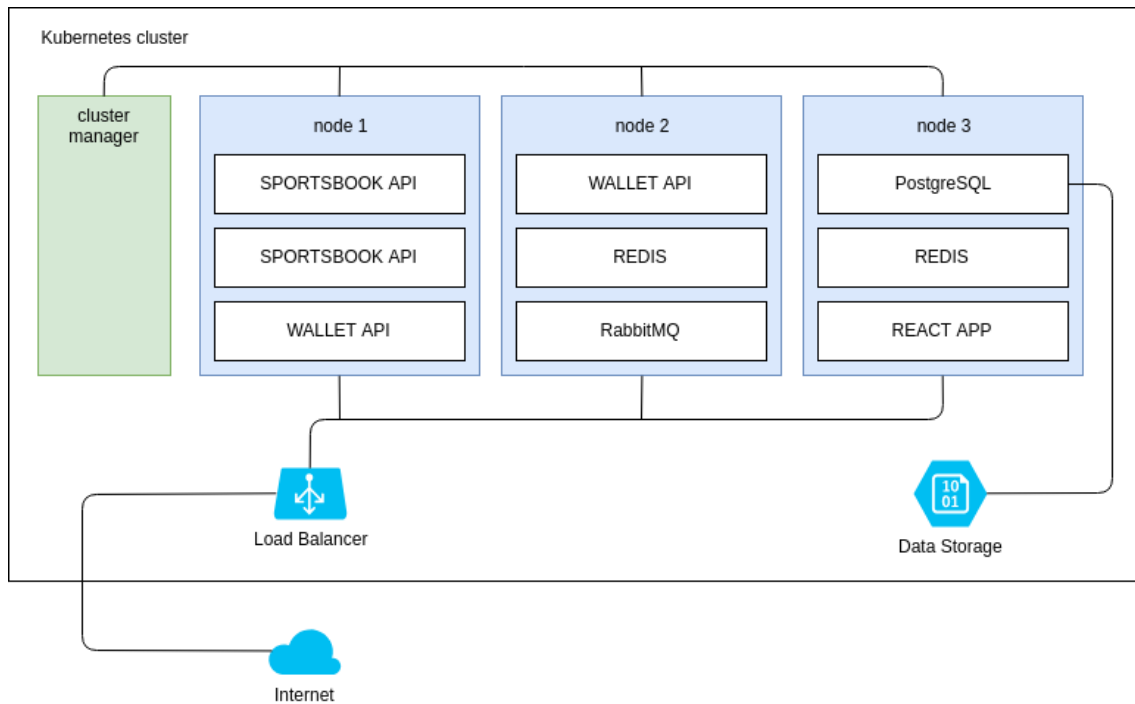 Kubernetes cluster
cluster
manager
node 1
SPORTSBOOK API
SPORTSBOOK API
WALLET API
node 2
WALLET API
REDIS
RabbitMQ
node 3
PostgreSQL
REDIS
REACT APP
Load Balancer
10
01
Data Storage
Internet